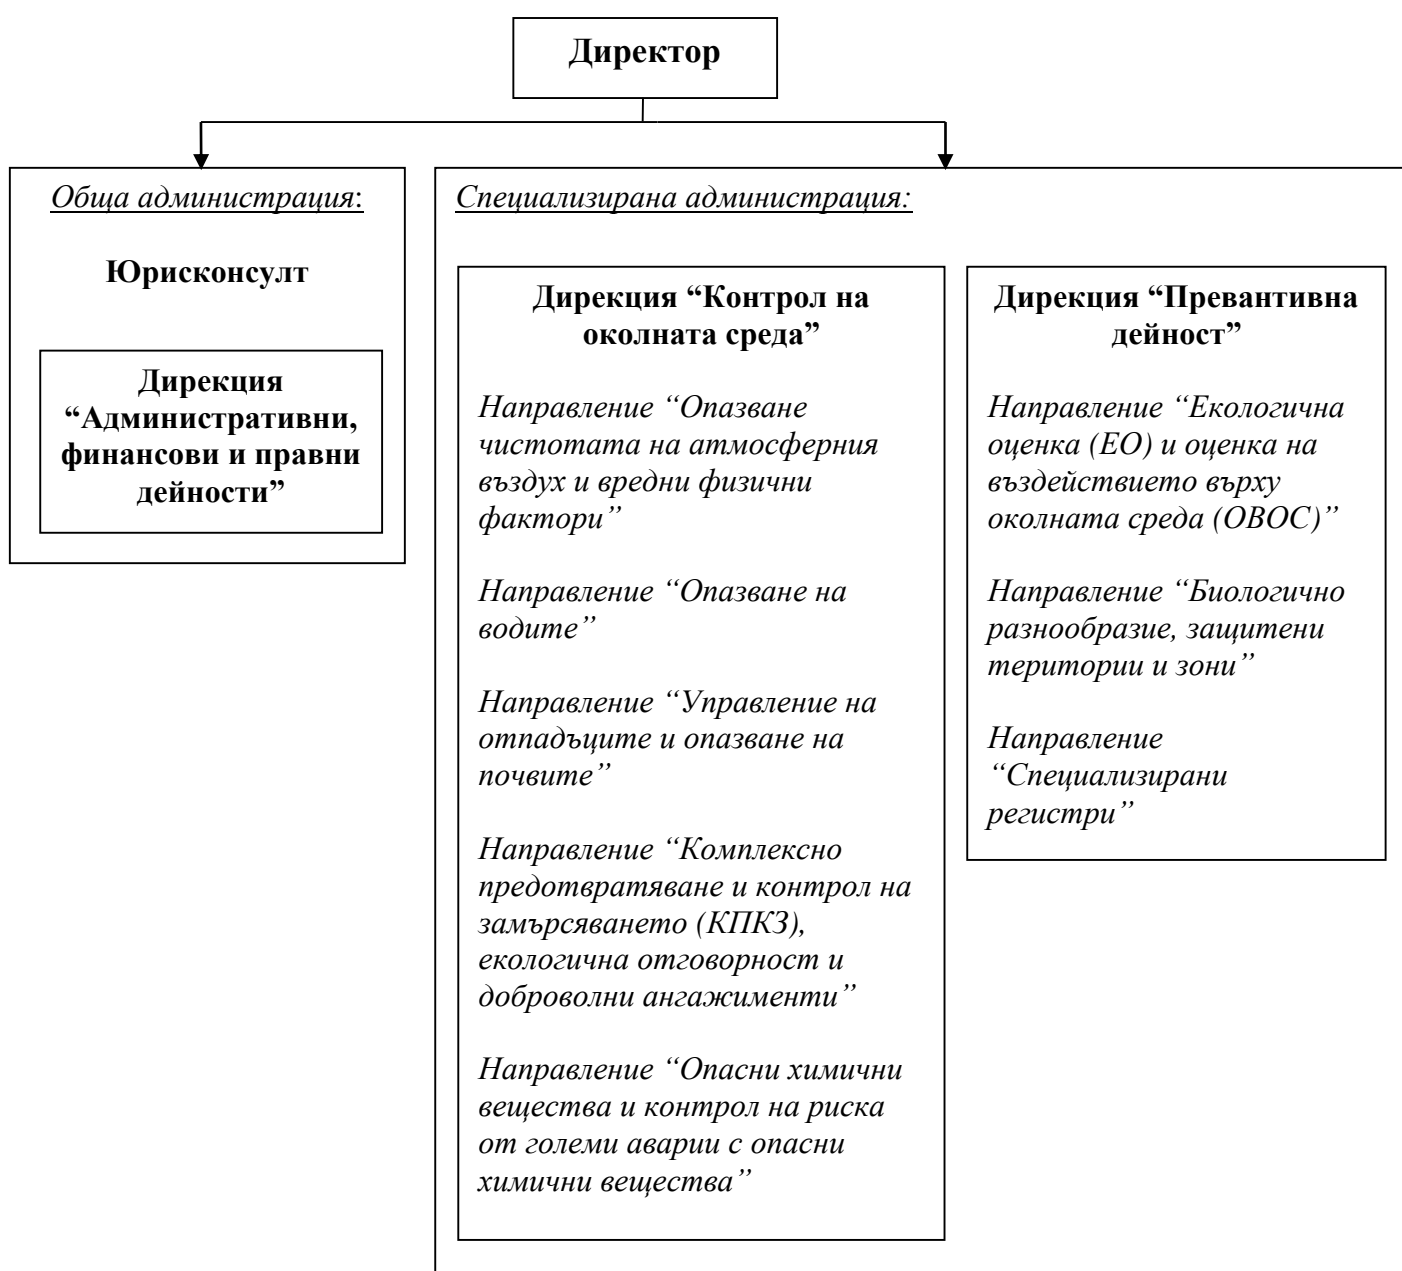 Директор
Обща администрация:
Юрисконсулт
Дирекция
“Административни,
финансови и правни
дейности”
Специализирана администрация:
Дирекция “Контрол на
околната среда”
Направление “Опазване
чистотата на атмосферния
въздух и вредни физични
фактори”
Направление “Опазване на
водите”
Направление “Управление на
отпадъците и опазване на
почвите”
Направление “Комплексно
предотвратяване и контрол на
замърсяването (КПКЗ),
екологична отговорност и
доброволни ангажименти”
Направление “Опасни химични
вещества и контрол на риска
от големи аварии с опасни
химични вещества”
Дирекция “Превантивна
дейност”
Направление “Екологична
оценка (ЕО) и оценка на
въздействието върху
околната среда (ОВОС)”
Направление “Биологично
разнообразие, защитени
територии и зони”
Направление
“Специализирани
регистри”